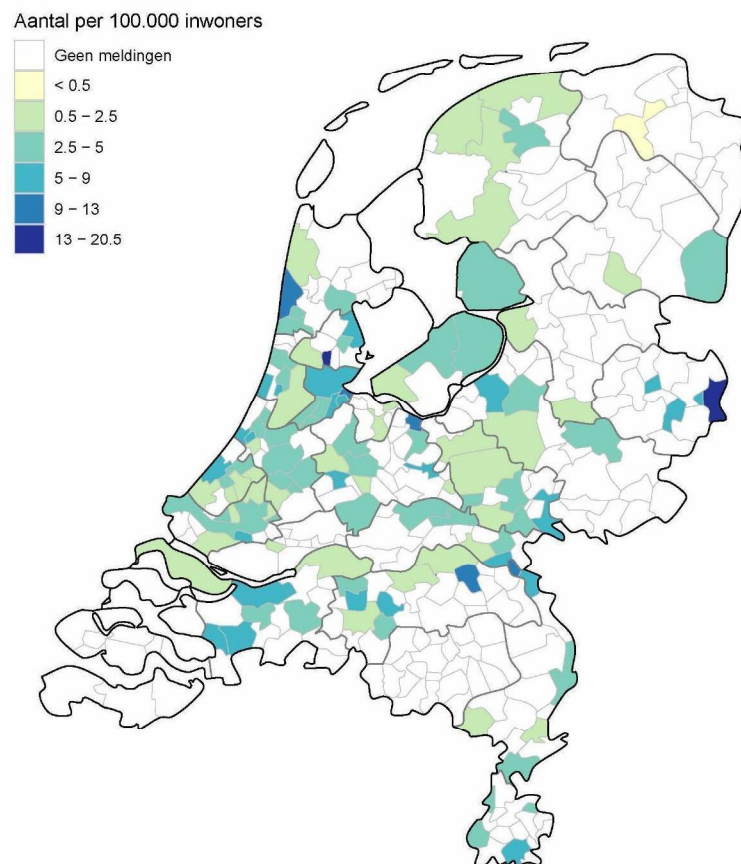 Aantal per 100.000 inwoners
Geen meldingen
< 0.5
0.5 – 2.5
2.5 – 5
5 – 9
9 – 13
13 – 20.5